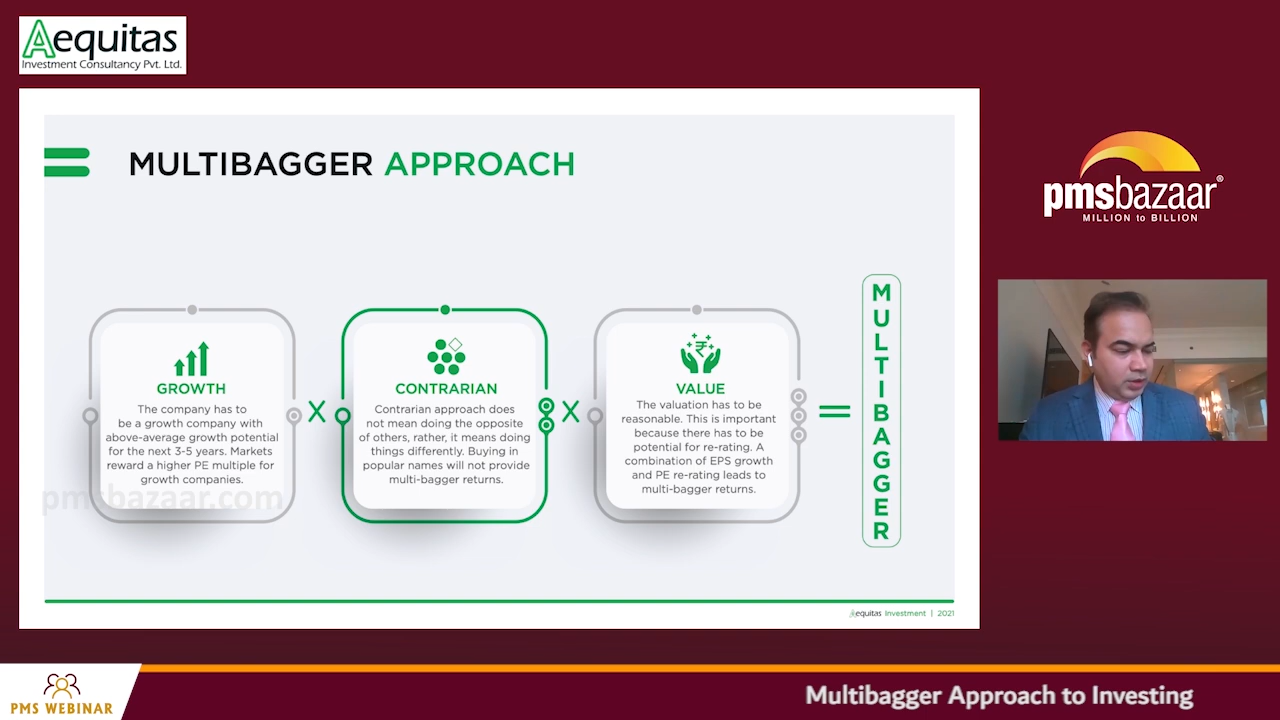 Aequitas
Investment Consultancy Pvt. Ltd.
MULTIBAGGER APPROACH
GROWTH
The company has to
be a growth company with
above-average growth potential
for the next 3-5 years. Markets
reward a higher PE multiple for
growth companies.
X
CONTRARIAN
Contrarian approach does
not mean doing the opposite
of others, rather, it means doing
things differently. Buying in
popular names will not provide
multi-bagger returns.
X
VALUE
The valuation has to be
reasonable. This is important
because there has to be
potential for re-rating. A
combination of EPS growth
and PE re-rating leads to
multi-bagger returns.
=
MULTIBAGGER
pmsbazaar.com
Aequitas Investment | 2021
pmsbazaar®
MILLION to BILLION
PMS WEBINAR
Multibagger Approach to Investing